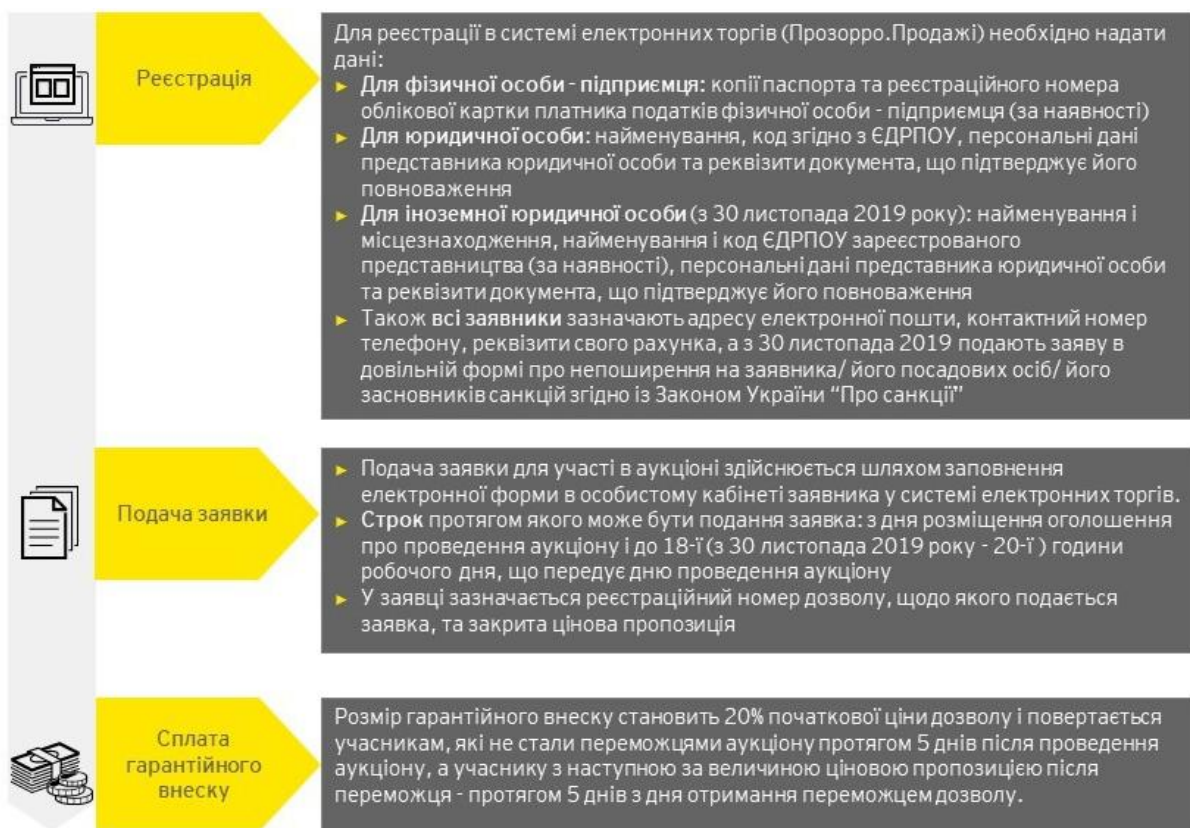 Реєстрація
Для реєстрації в системі електронних торгів (Прозорро.Продажі) необхідно надати
дані:
► Для фізичної особи - підприємця: копії паспорта та реєстраційного номера
облікової картки платника податків фізичної особи - підприємця (за наявності)
► Для юридичної особи: найменування, код згідно з ЄДРПОУ, персональні дані
представника юридичної особи та реквізити документа, що підтверджує його
повноваження
► Для іноземної юридичної особи (з 30 листопада 2019 року): найменування і
місцезнаходження, найменування і код ЄДРПОУ зареєстрованого
представництва (за наявності), персональні дані представника юридичної особи
та реквізити документа, що підтверджує його повноваження
► Також всі заявники зазначають адресу електронної пошти, контактний номер
телефону, реквізити свого рахунка, а з 30 листопада 2019 подають заяву в
довільній формі про непоширення на заявника/ його посадових осіб/ його
засновників санкцій згідно із Законом України “Про санкції”
Подача заявки
► Подача заявки для участі в аукціоні здійснюється шляхом заповнення
електронної форми в особистому кабінеті заявника у системі електронних торгів.
► Строк протягом якого може бути подання заявка: з дня розміщення оголошення
про проведення аукціону і до 18-ї (з 30 листопада 2019 року - 20-ї ) години
робочого дня, що передує дню проведення аукціону
► У заявці зазначається реєстраційний номер дозволу, щодо якого подається
заявка, та закрита цінова пропозиція
Сплата
гарантійного
внеску
Розмір гарантійного внеску становить 20% початкової ціни дозволу і повертається
учасникам, які не стали переможцями аукціону протягом 5 днів після проведення
аукціону, а учаснику з наступною за величиною ціновою пропозицією після
переможця - протягом 5 днів з дня отримання переможцем дозволу.